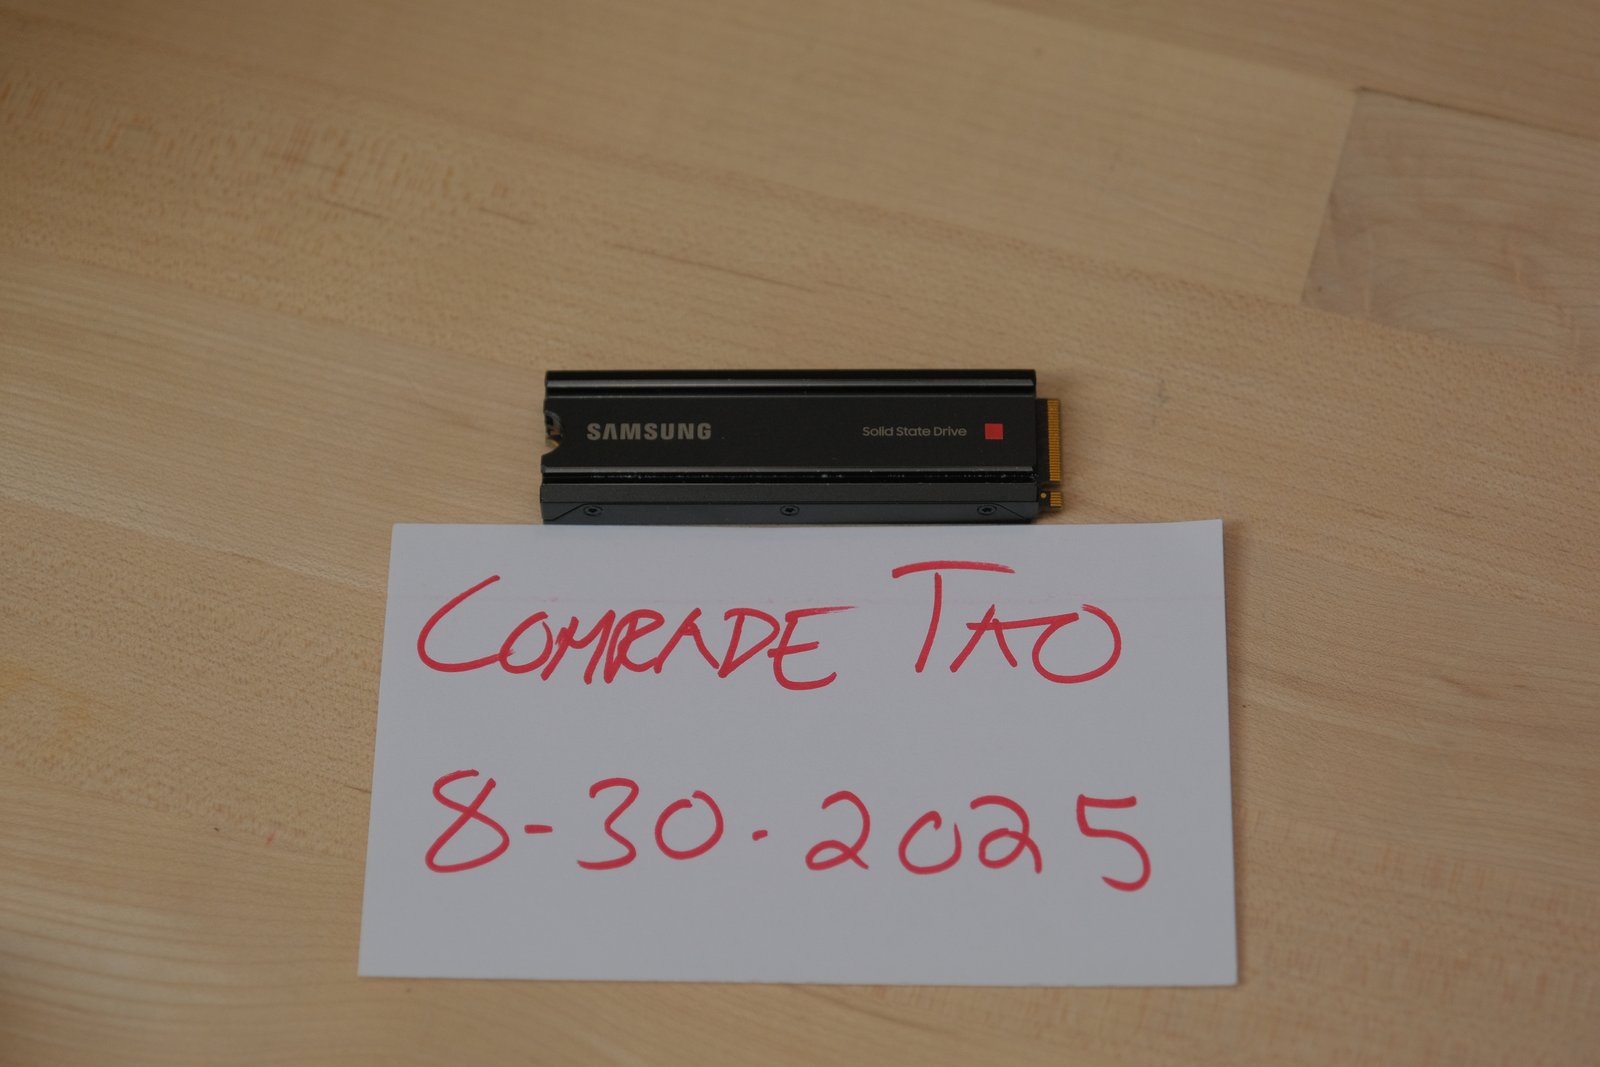 SAMSUNG Solid State Drive
COMRADE TAO
8-30-2025